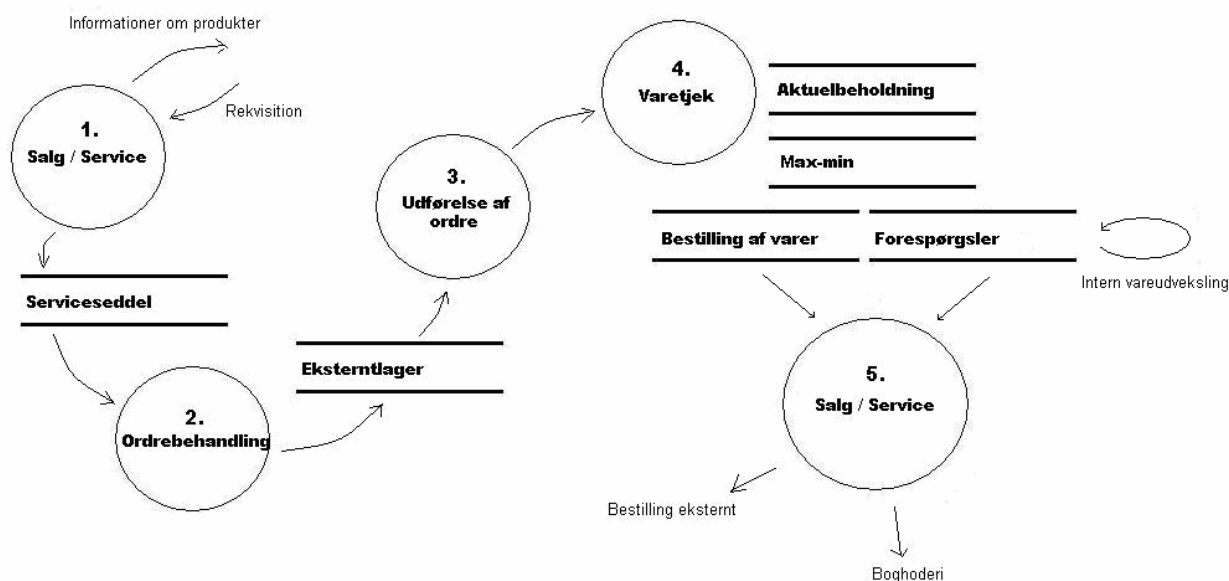 Informationer om produkter
Rekvisition
1.
Salg / Service
Serviceseddel
2.
Ordrebehandling
Eksterntlager
3.
Udførelse af
ordre
4.
Varetjek
Aktuelbeholdning
Max-min
Bestilling af varer
Forespørgsler
Intern vareudveksling
5.
Salg / Service
Bestilling eksternt
Boghoderi